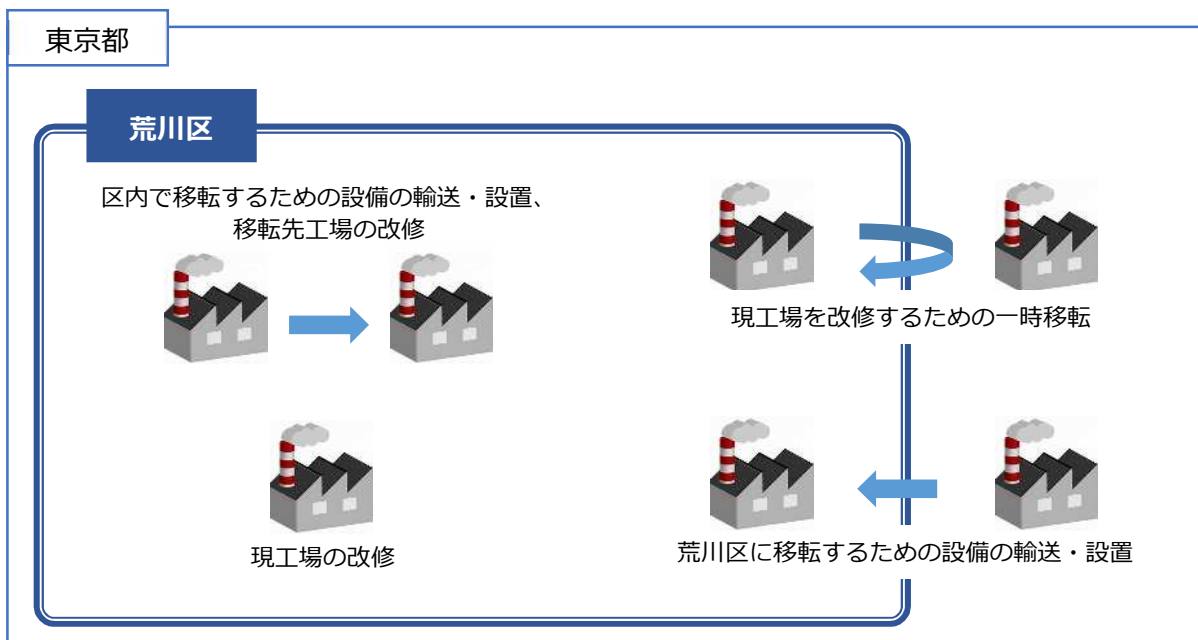 東京都
荒川区
区内で移転するための設備の輸送・設置、
移転先工場の改修
現工場を改修するための一時移転
現工場の改修
荒川区に移転するための設備の輸送・設置